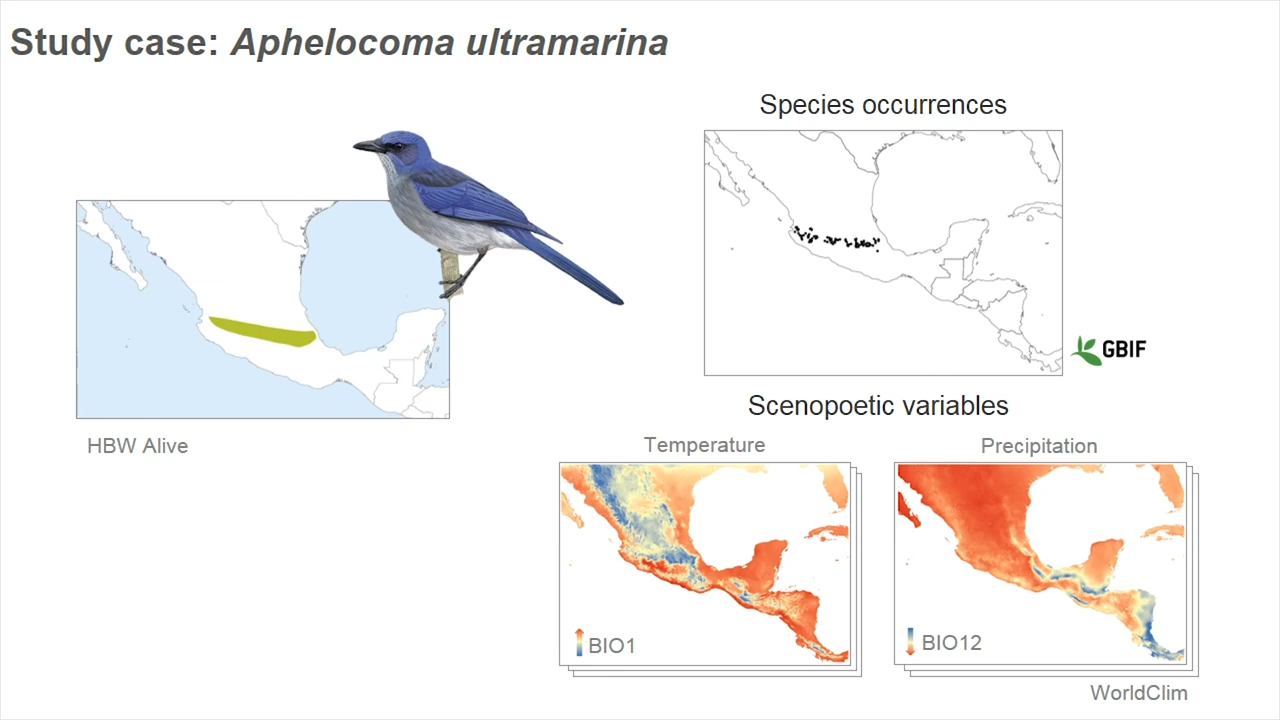 Study case: Aphelocoma ultramarina
Species occurrences
GBIF
HBW Alive
Scenopoetic variables
Temperature
Precipitation
BIO1
BIO12
WorldClim